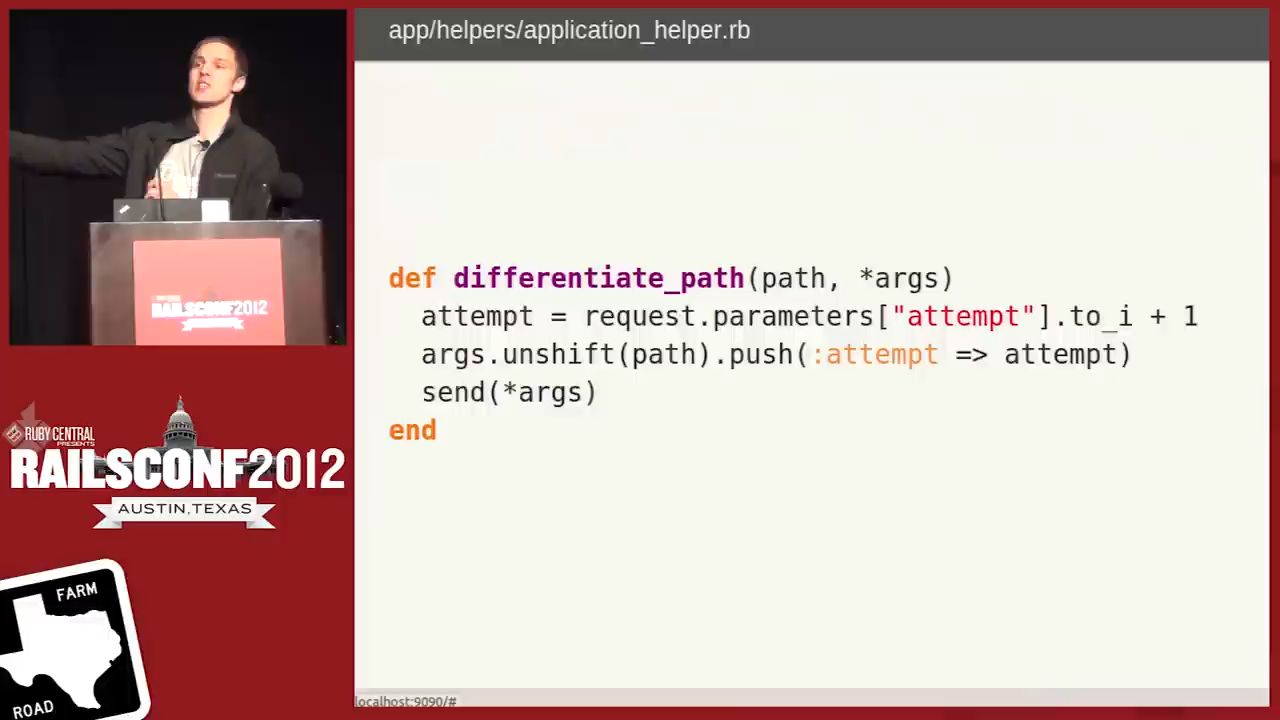 app/helpers/application_helper.rb
def differentiate_path(path, *args)
  attempt = request.parameters["attempt"].to_i + 1
  args.unshift(path).push(:attempt => attempt)
  send(*args)
end
localhost:9090/#
RAILSCONF2012
RUBY CENTRAL
PRESENTS
RAILSCONF2012
AUSTIN, TEXAS
FARM
ROAD